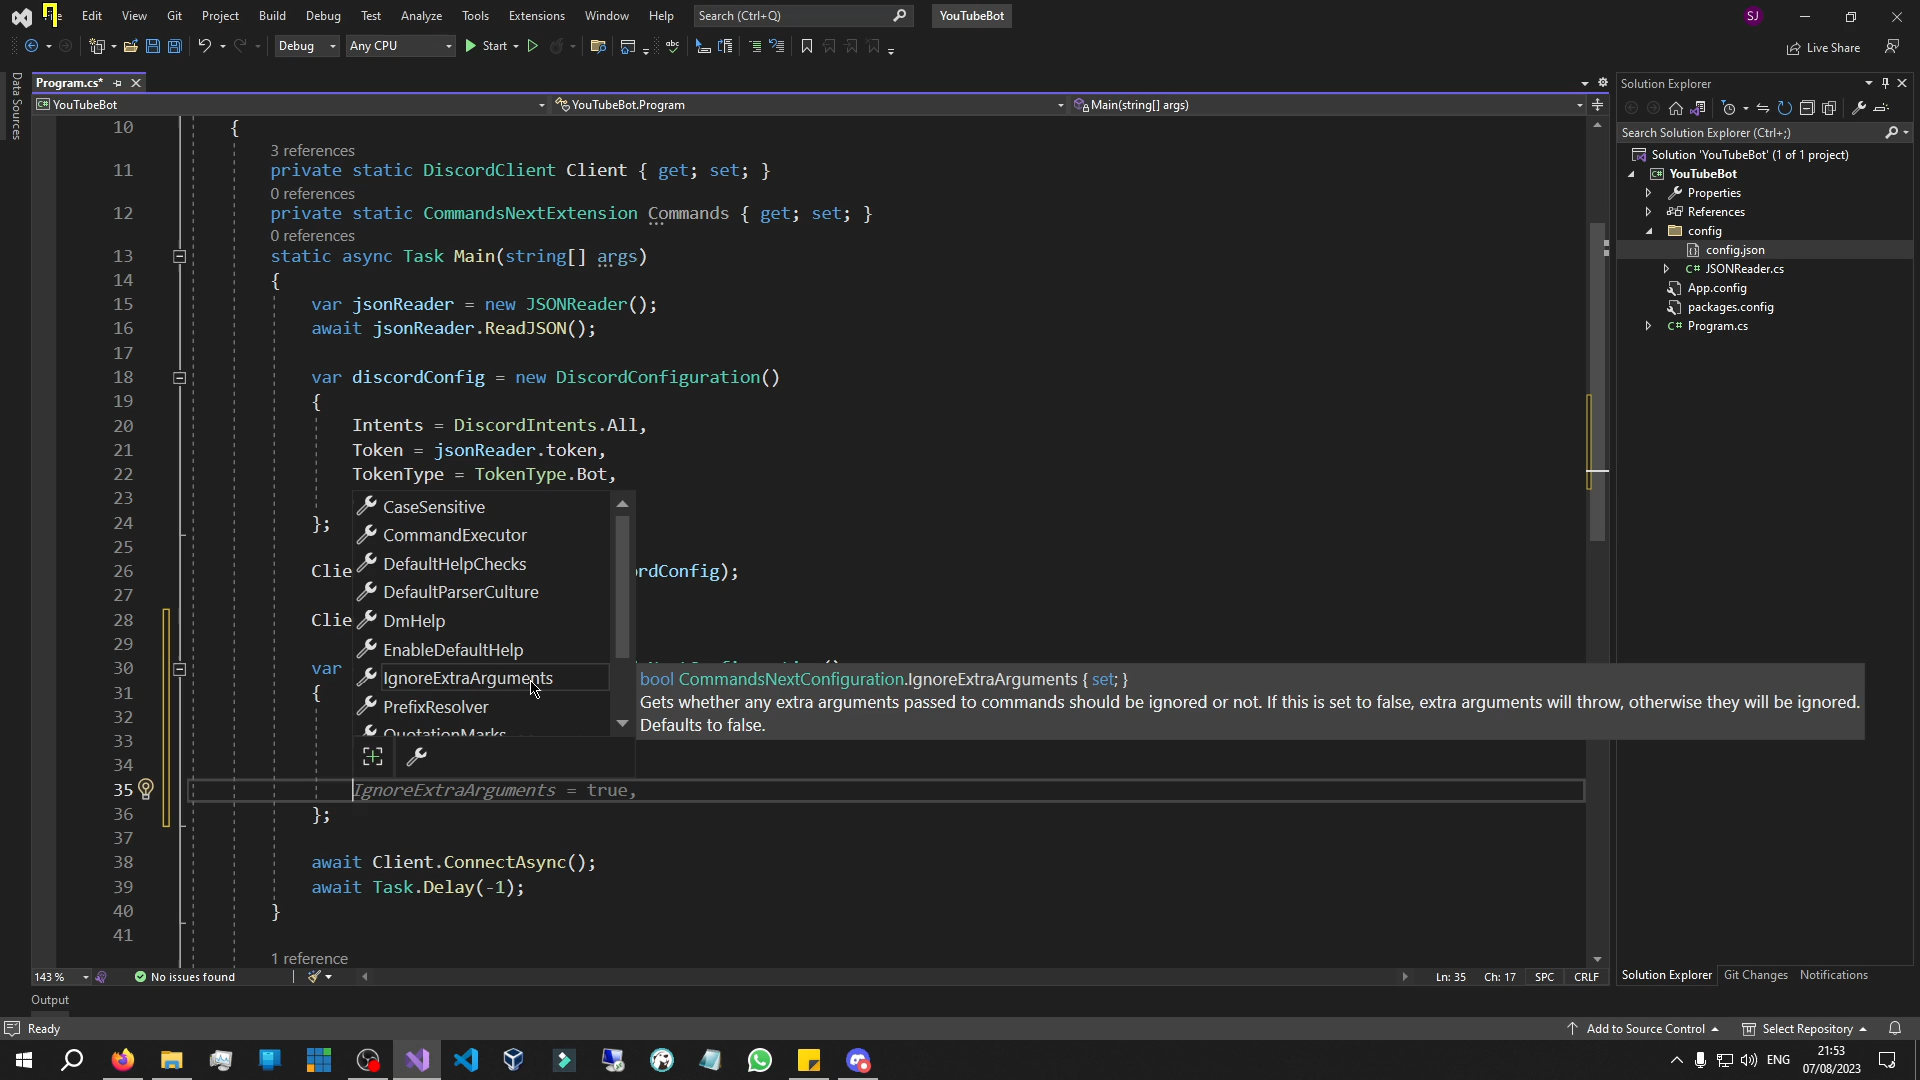 File Edit View Git Project Build Debug Test Analyze Tools Extensions Window Help Search (Ctrl+Q) YouTubeBot SJ
Debug Any CPU Start Live Share
Data Sources
Program.cs*
YouTubeBot YouTubeBot.Program Main(string[] args)
10 {
3 references
11 private static DiscordClient Client { get; set; }
0 references
12 private static CommandsNextExtension Commands { get; set; }
0 references
13 static async Task Main(string[] args)
14 {
15 var jsonReader = new JSONReader();
16 await jsonReader.ReadJSON();
17
18 var discordConfig = new DiscordConfiguration()
19 {
20 Intents = DiscordIntents.All,
21 Token = jsonReader.token,
22 TokenType = TokenType.Bot,
23
24 };
25
26 Clie rdConfig);
27
28 Clie
29
30 var
31 {
32
33
34
35 IgnoreExtraArguments = true,
36 };
37
38 await Client.ConnectAsync();
39 await Task.Delay(-1);
40 }
41
1 reference
CaseSensitive
CommandExecutor
DefaultHelpChecks
DefaultParserCulture
DmHelp
EnableDefaultHelp
IgnoreExtraArguments
PrefixResolver
QuotationMarks
bool CommandsNextConfiguration.IgnoreExtraArguments { set; }
Gets whether any extra arguments passed to commands should be ignored or not. If this is set to false, extra arguments will throw, otherwise they will be ignored.
Defaults to false.
143 % No issues found Ln: 35 Ch: 17 SPC CRLF
Output
Solution Explorer
Search Solution Explorer (Ctrl+;)
Solution 'YouTubeBot' (1 of 1 project)
YouTubeBot
Properties
References
config
config.json
C# JSONReader.cs
App.config
packages.config
C# Program.cs
Solution Explorer Git Changes Notifications
Ready Add to Source Control Select Repository
ENG 21:53
07/08/2023